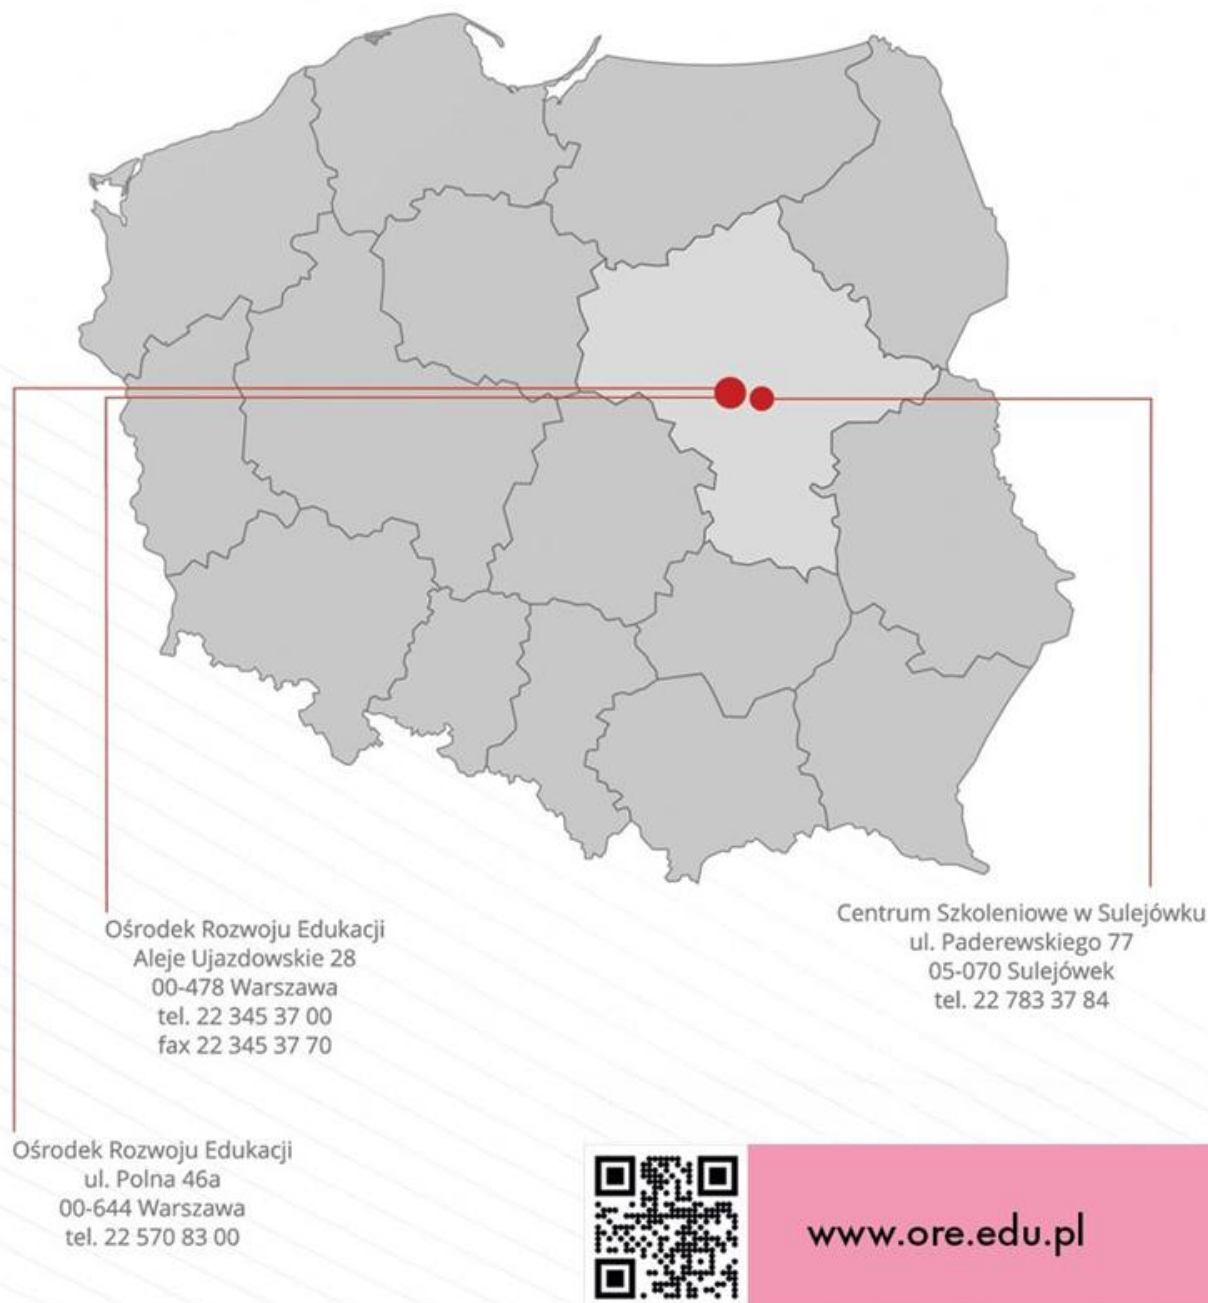 Ośrodek Rozwoju Edukacji
Aleje Ujazdowskie 28
00-478 Warszawa
tel. 22 345 37 00
fax 22 345 37 70
Centrum Szkoleniowe w Sulejówku
ul. Paderewskiego 77
05-070 Sulejówek
tel. 22 783 37 84
Ośrodek Rozwoju Edukacji
ul. Polna 46a
00-644 Warszawa
tel. 22 570 83 00
www.ore.edu.pl